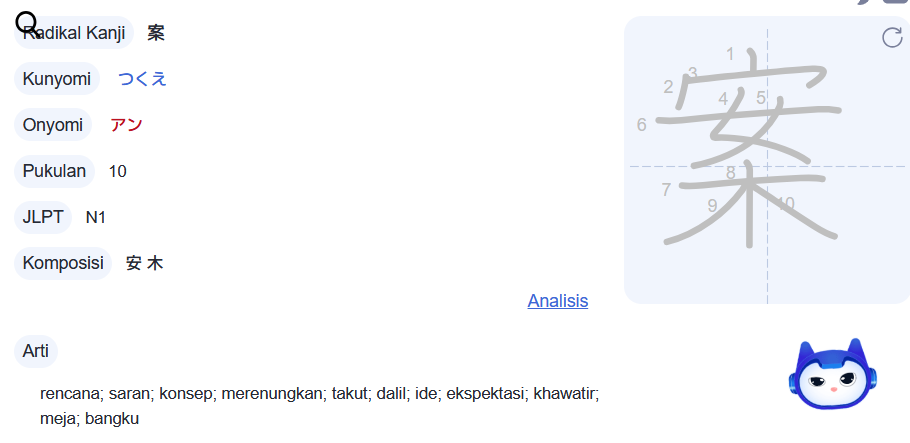 Radikal Kanji 案
Kunyomi つくえ
Onyomi アン
Pukulan 10
JLPT N1
Komposisi 安 木
Analisis
Arti
rencana; saran; konsep; merenungkan; takut; dalil; ide; ekspektasi; khawatir;
meja; bangku
案
1
2
3
4
5
6
7
8
9
10